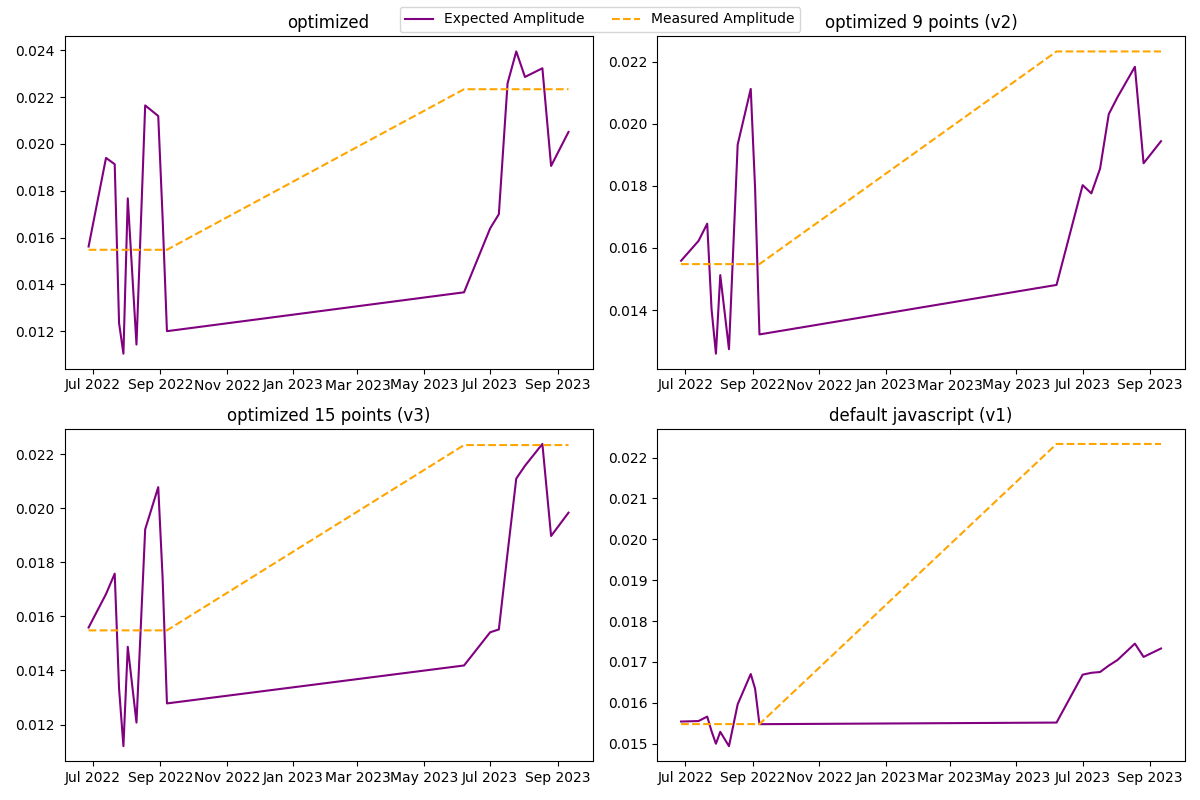 Expected Amplitude Measured Amplitude
optimized
0.024
0.022
0.020
0.018
0.016
0.014
0.012
Jul 2022 Sep 2022 Nov 2022 Jan 2023 Mar 2023 May 2023 Jul 2023 Sep 2023
optimized 9 points (v2)
0.022
0.020
0.018
0.016
0.014
Jul 2022 Sep 2022 Nov 2022 Jan 2023 Mar 2023 May 2023 Jul 2023 Sep 2023
optimized 15 points (v3)
0.022
0.020
0.018
0.016
0.014
0.012
Jul 2022 Sep 2022 Nov 2022 Jan 2023 Mar 2023 May 2023 Jul 2023 Sep 2023
default javascript (v1)
0.022
0.021
0.020
0.019
0.018
0.017
0.016
0.015
Jul 2022 Sep 2022 Nov 2022 Jan 2023 Mar 2023 May 2023 Jul 2023 Sep 2023